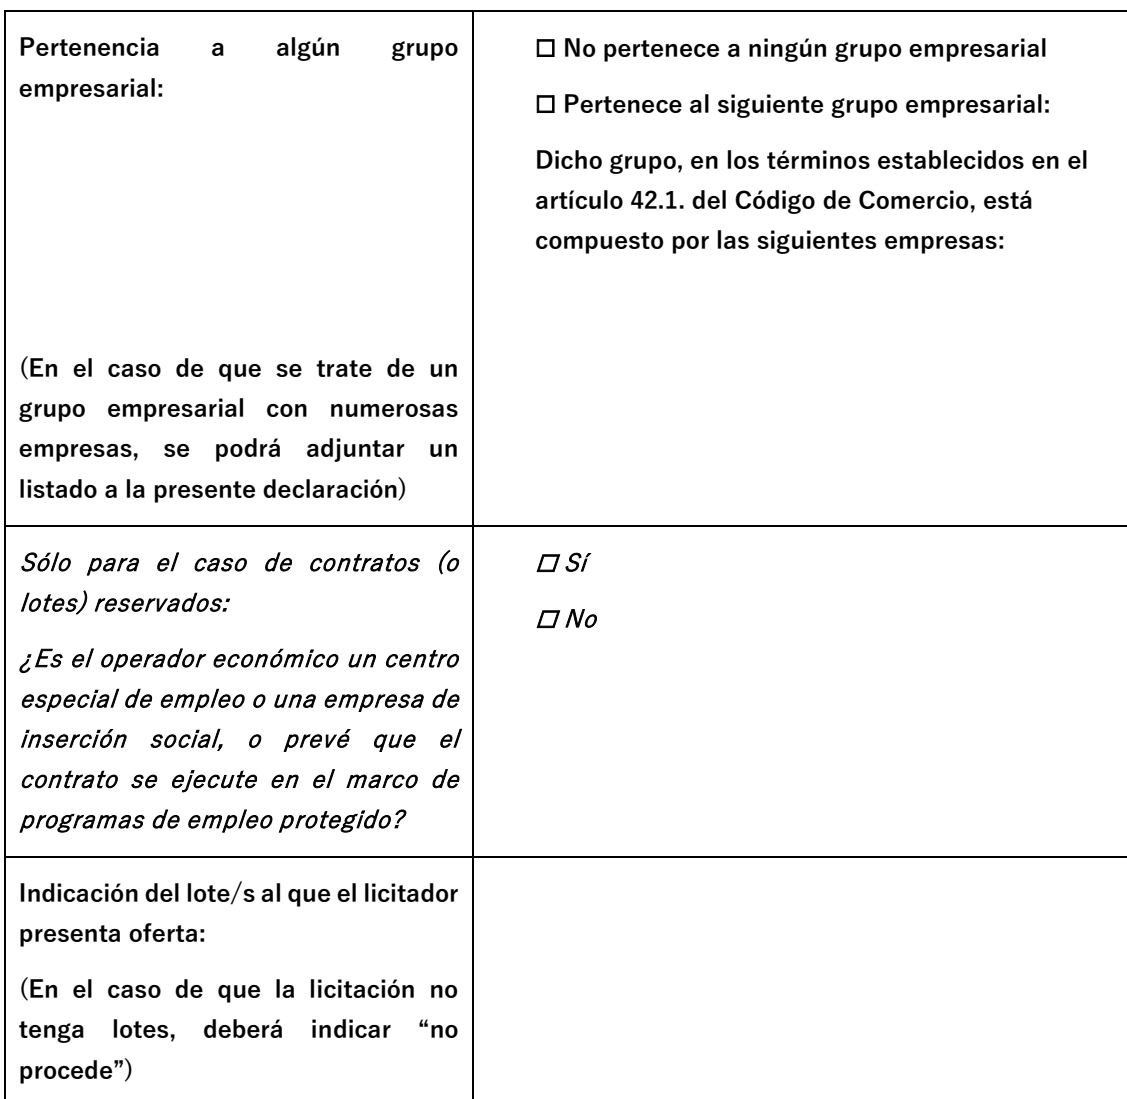 Pertenencia a algún grupo
empresarial:
(En el caso de que se trate de un
grupo empresarial con numerosas
empresas, se podrá adjuntar un
listado a la presente declaración)
☐ No pertenece a ningún grupo empresarial
☐ Pertenece al siguiente grupo empresarial:
Dicho grupo, en los términos establecidos en el
artículo 42.1. del Código de Comercio, está
compuesto por las siguientes empresas:
Sólo para el caso de contratos (o
lotes) reservados:
¿Es el operador económico un centro
especial de empleo o una empresa de
inserción social, o prevé que el
contrato se ejecute en el marco de
programas de empleo protegido?
☐ Sí
☐ No
Indicación del lote/s al que el licitador
presenta oferta:
(En el caso de que la licitación no
tenga lotes, deberá indicar “no
procede”)